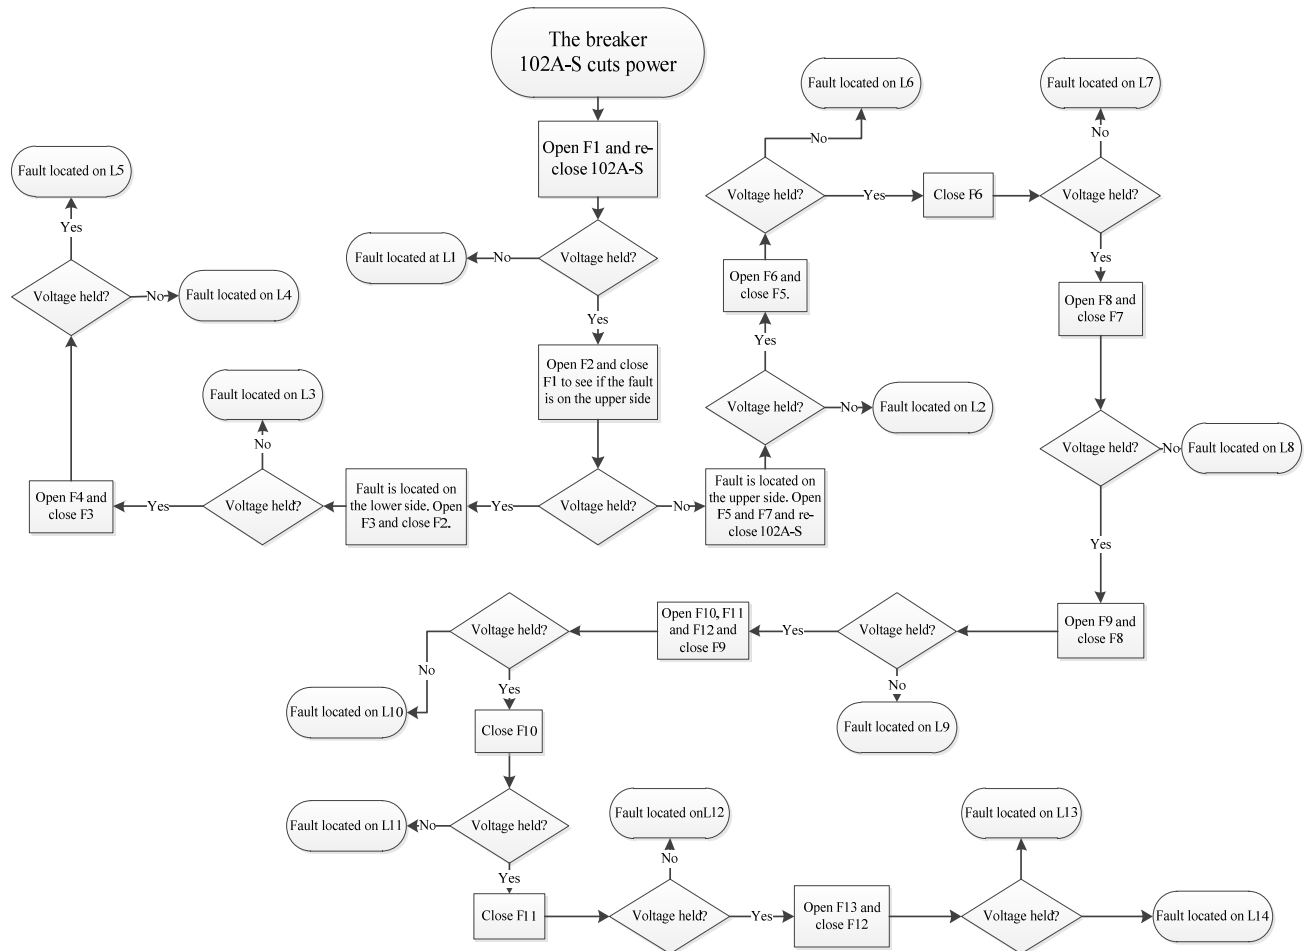 The breaker
102A-S cuts power
Open F1 and re-
close 102A-S
Voltage held?
No
Fault located at L1
Yes
Open F2 and close
F1 to see if the fault
is on the upper side
Voltage held?
Yes
Fault is located on
the lower side. Open
F3 and close F2.
Voltage held?
No
Fault located on L3
Yes
Open F4 and
close F3
Voltage held?
No
Fault located on L4
Yes
Fault located on L5
No
Fault is located on
the upper side. Open
F5 and F7 and re-
close 102A-S
Voltage held?
No
Fault located on L2
Yes
Open F6 and
close F5.
Voltage held?
No
Fault located on L6
Yes
Close F6
Voltage held?
No
Fault located on L7
Yes
Open F8 and
close F7
Voltage held?
No
Fault located on L8
Yes
Open F9 and
close F8
Voltage held?
No
Fault located on L9
Yes
Open F10, F11
and F12 and
close F9
Voltage held?
No
Fault located on L10
Yes
Close F10
Voltage held?
No
Fault located on L11
Yes
Close F11
Voltage held?
No
Fault located onL12
Yes
Open F13 and
close F12
Voltage held?
Fault located on L13
Fault located on L14